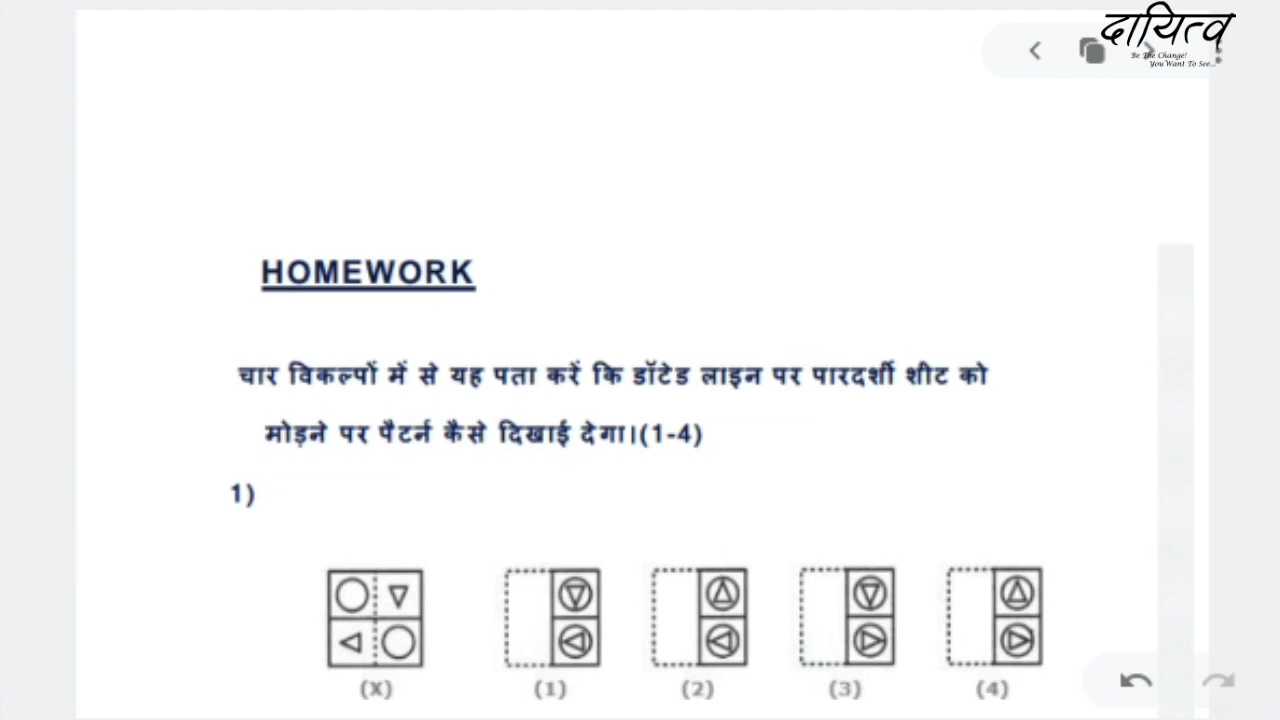 दायित्व
Be The Change!
You Want To See...
HOMEWORK
चार विकल्पों में से यह पता करें कि डॉटेड लाइन पर पारदर्शी शीट को
मोड़ने पर पैटर्न कैसे दिखाई देगा।(1-4)
1)
(X) (1) (2) (3) (4)